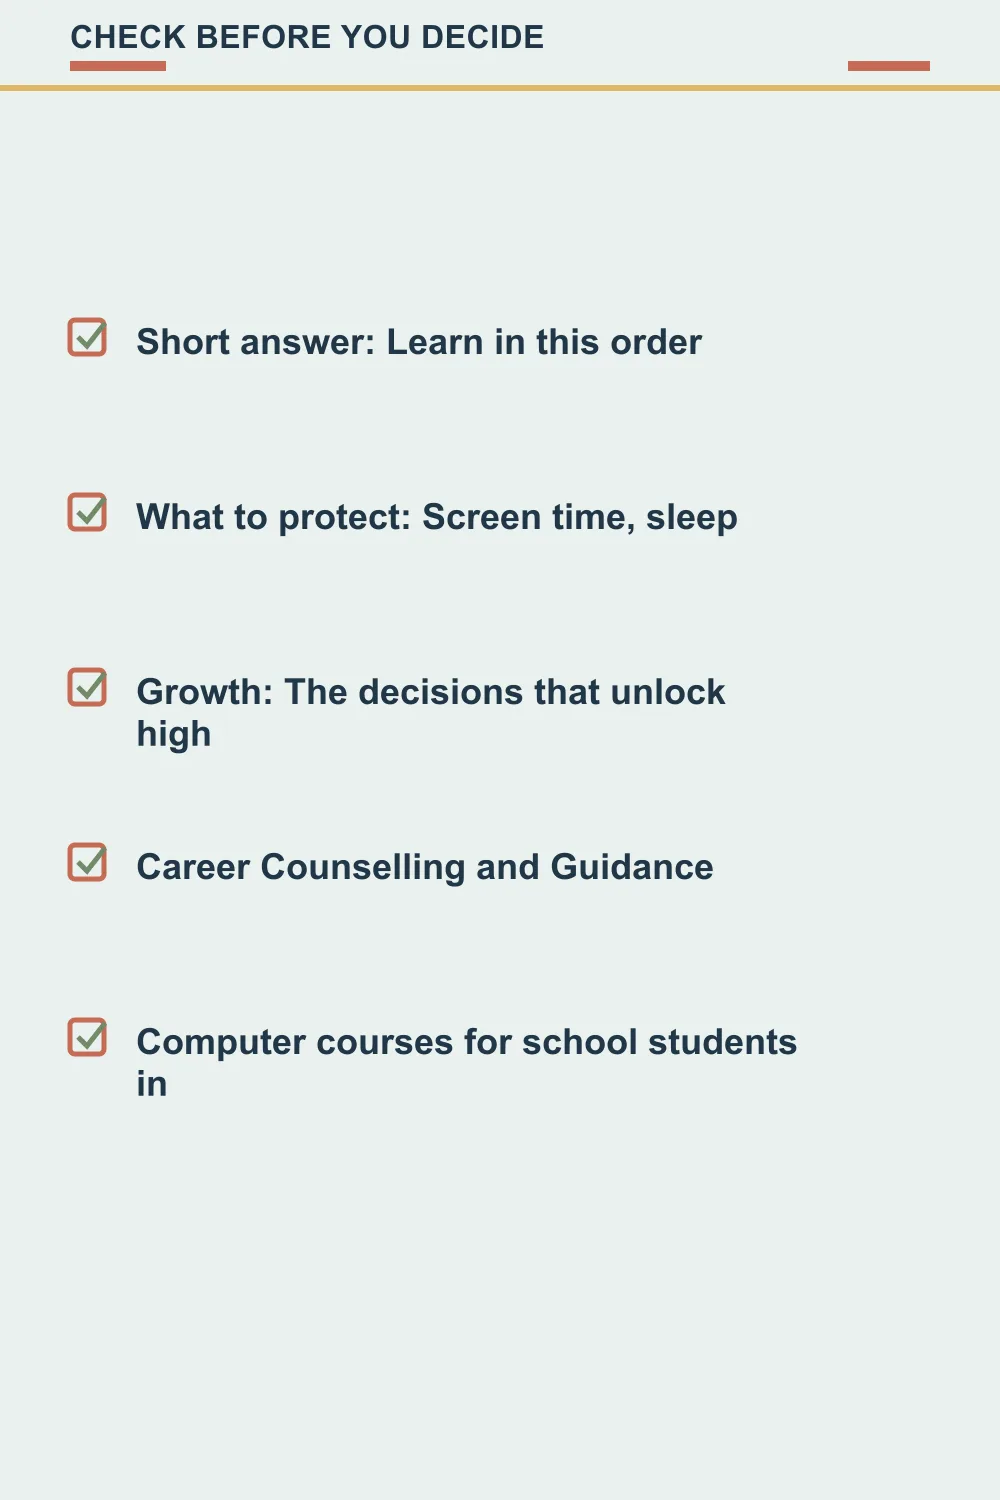 CHECK BEFORE YOU DECIDE
Short answer: Learn in this order
What to protect: Screen time, sleep
Growth: The decisions that unlock
high
Career Counselling and Guidance
Computer courses for school students
in